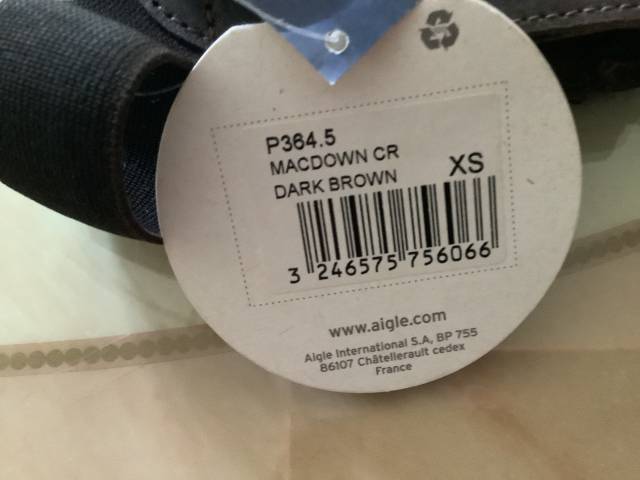 P364.5
MACDOWN CR
DARK BROWN XS
3 246575 756066
www.aigle.com
Aigle International S.A, BP 755
86107 Châtellerault cedex
France